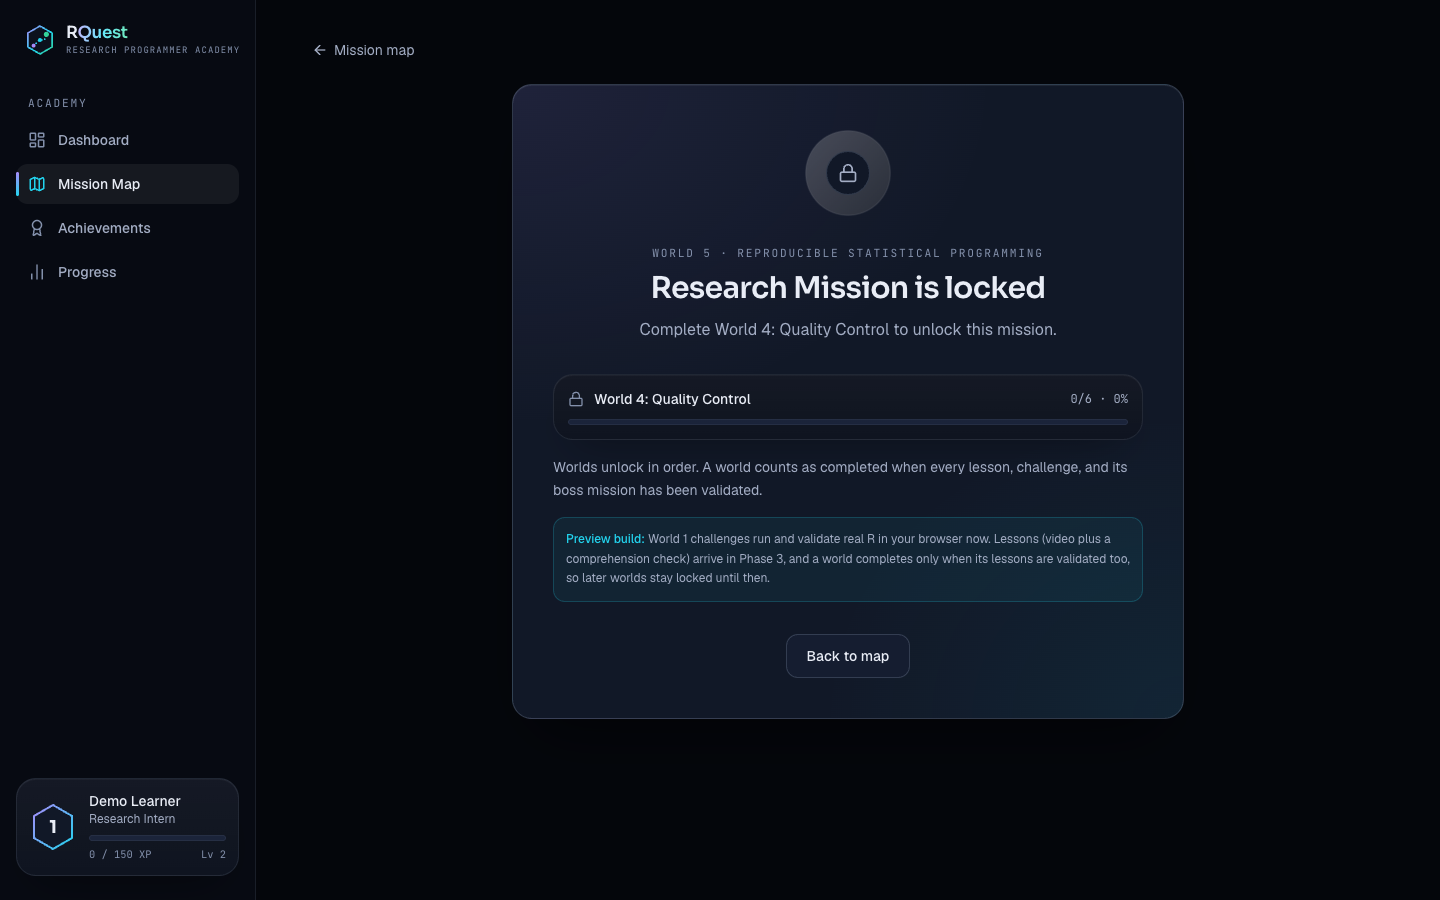 RQuest
RESEARCH PROGRAMMER ACADEMY
ACADEMY
Dashboard
Mission Map
Achievements
Progress
1
Demo Learner
Research Intern
0 / 150 XP
Lv 2
Mission map
WORLD 5 · REPRODUCIBLE STATISTICAL PROGRAMMING
Research Mission is locked
Complete World 4: Quality Control to unlock this mission.
World 4: Quality Control
0/6 · 0%
Worlds unlock in order. A world counts as completed when every lesson, challenge, and its
boss mission has been validated.
Preview build: World 1 challenges run and validate real R in your browser now. Lessons (video plus a
comprehension check) arrive in Phase 3, and a world completes only when its lessons are validated too,
so later worlds stay locked until then.
Back to map